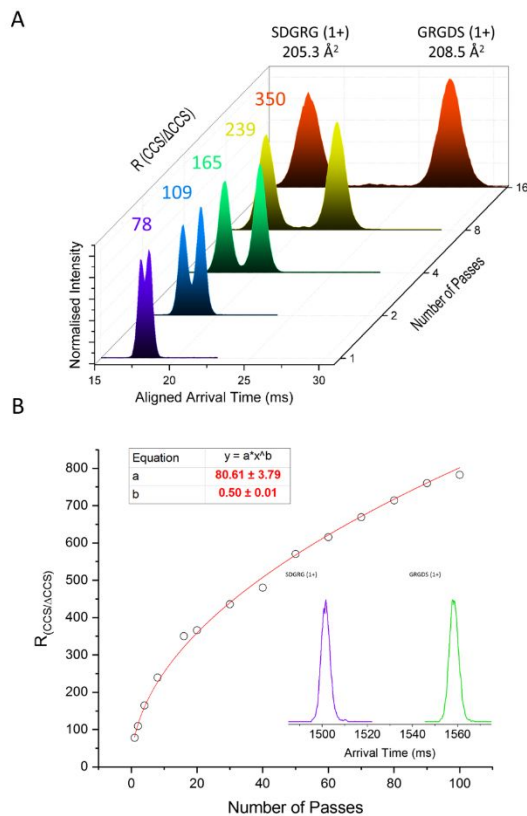 A
SDGRG (1+)
205.3 Å²
GRGDS (1+)
208.5 Å²
R (CCS/ΔCCS)
350
239
165
109
78
Normalised Intensity
16
8
4
2
1
Number of Passes
15
20
25
30
Aligned Arrival Time (ms)
B
Equation y = a*x^b
a 80.61 ± 3.79
b 0.50 ± 0.01
800
700
600
500
400
300
200
100
0
R(CCS/ΔCCS)
SDGRG (1+)
GRGDS (1+)
1500 1520 1540 1560
Arrival Time (ms)
0 20 40 60 80 100
Number of Passes